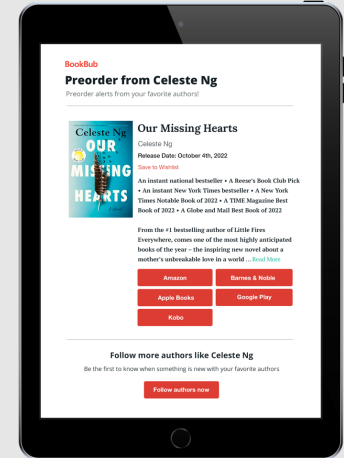 BookBub
Preorder from Celeste Ng
Preorder alerts from your favorite authors!
Celeste Ng
OUR
MISSING
HEARTS
Our Missing Hearts
Celeste Ng
Release Date: October 4th, 2022
Save to Wishlist
An instant national bestseller • A Reese's Book Club Pick
• An instant New York Times bestseller • A New York
Times Notable Book of 2022 • A TIME Magazine Best
Book of 2022 • A Globe and Mail Best Book of 2022
From the #1 bestselling author of Little Fires
Everywhere, comes one of the most highly anticipated
books of the year – the inspiring new novel about a
mother's unbreakable love in a world ... Read More
Amazon
Barnes & Noble
Apple Books
Google Play
Kobo
Follow more authors like Celeste Ng
Be the first to know when something is new with your favorite authors
Follow authors now